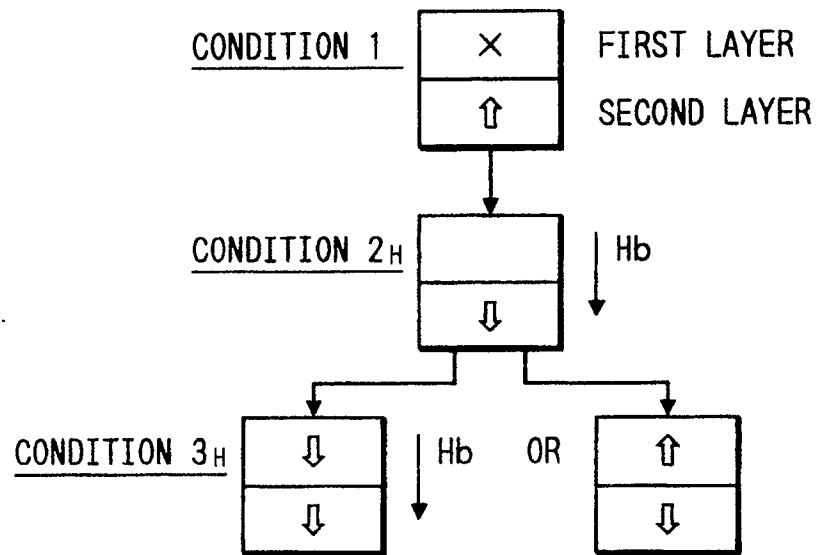 CONDITION 1
FIRST LAYER
SECOND LAYER
CONDITION 2H
Hb
CONDITION 3H
Hb
OR